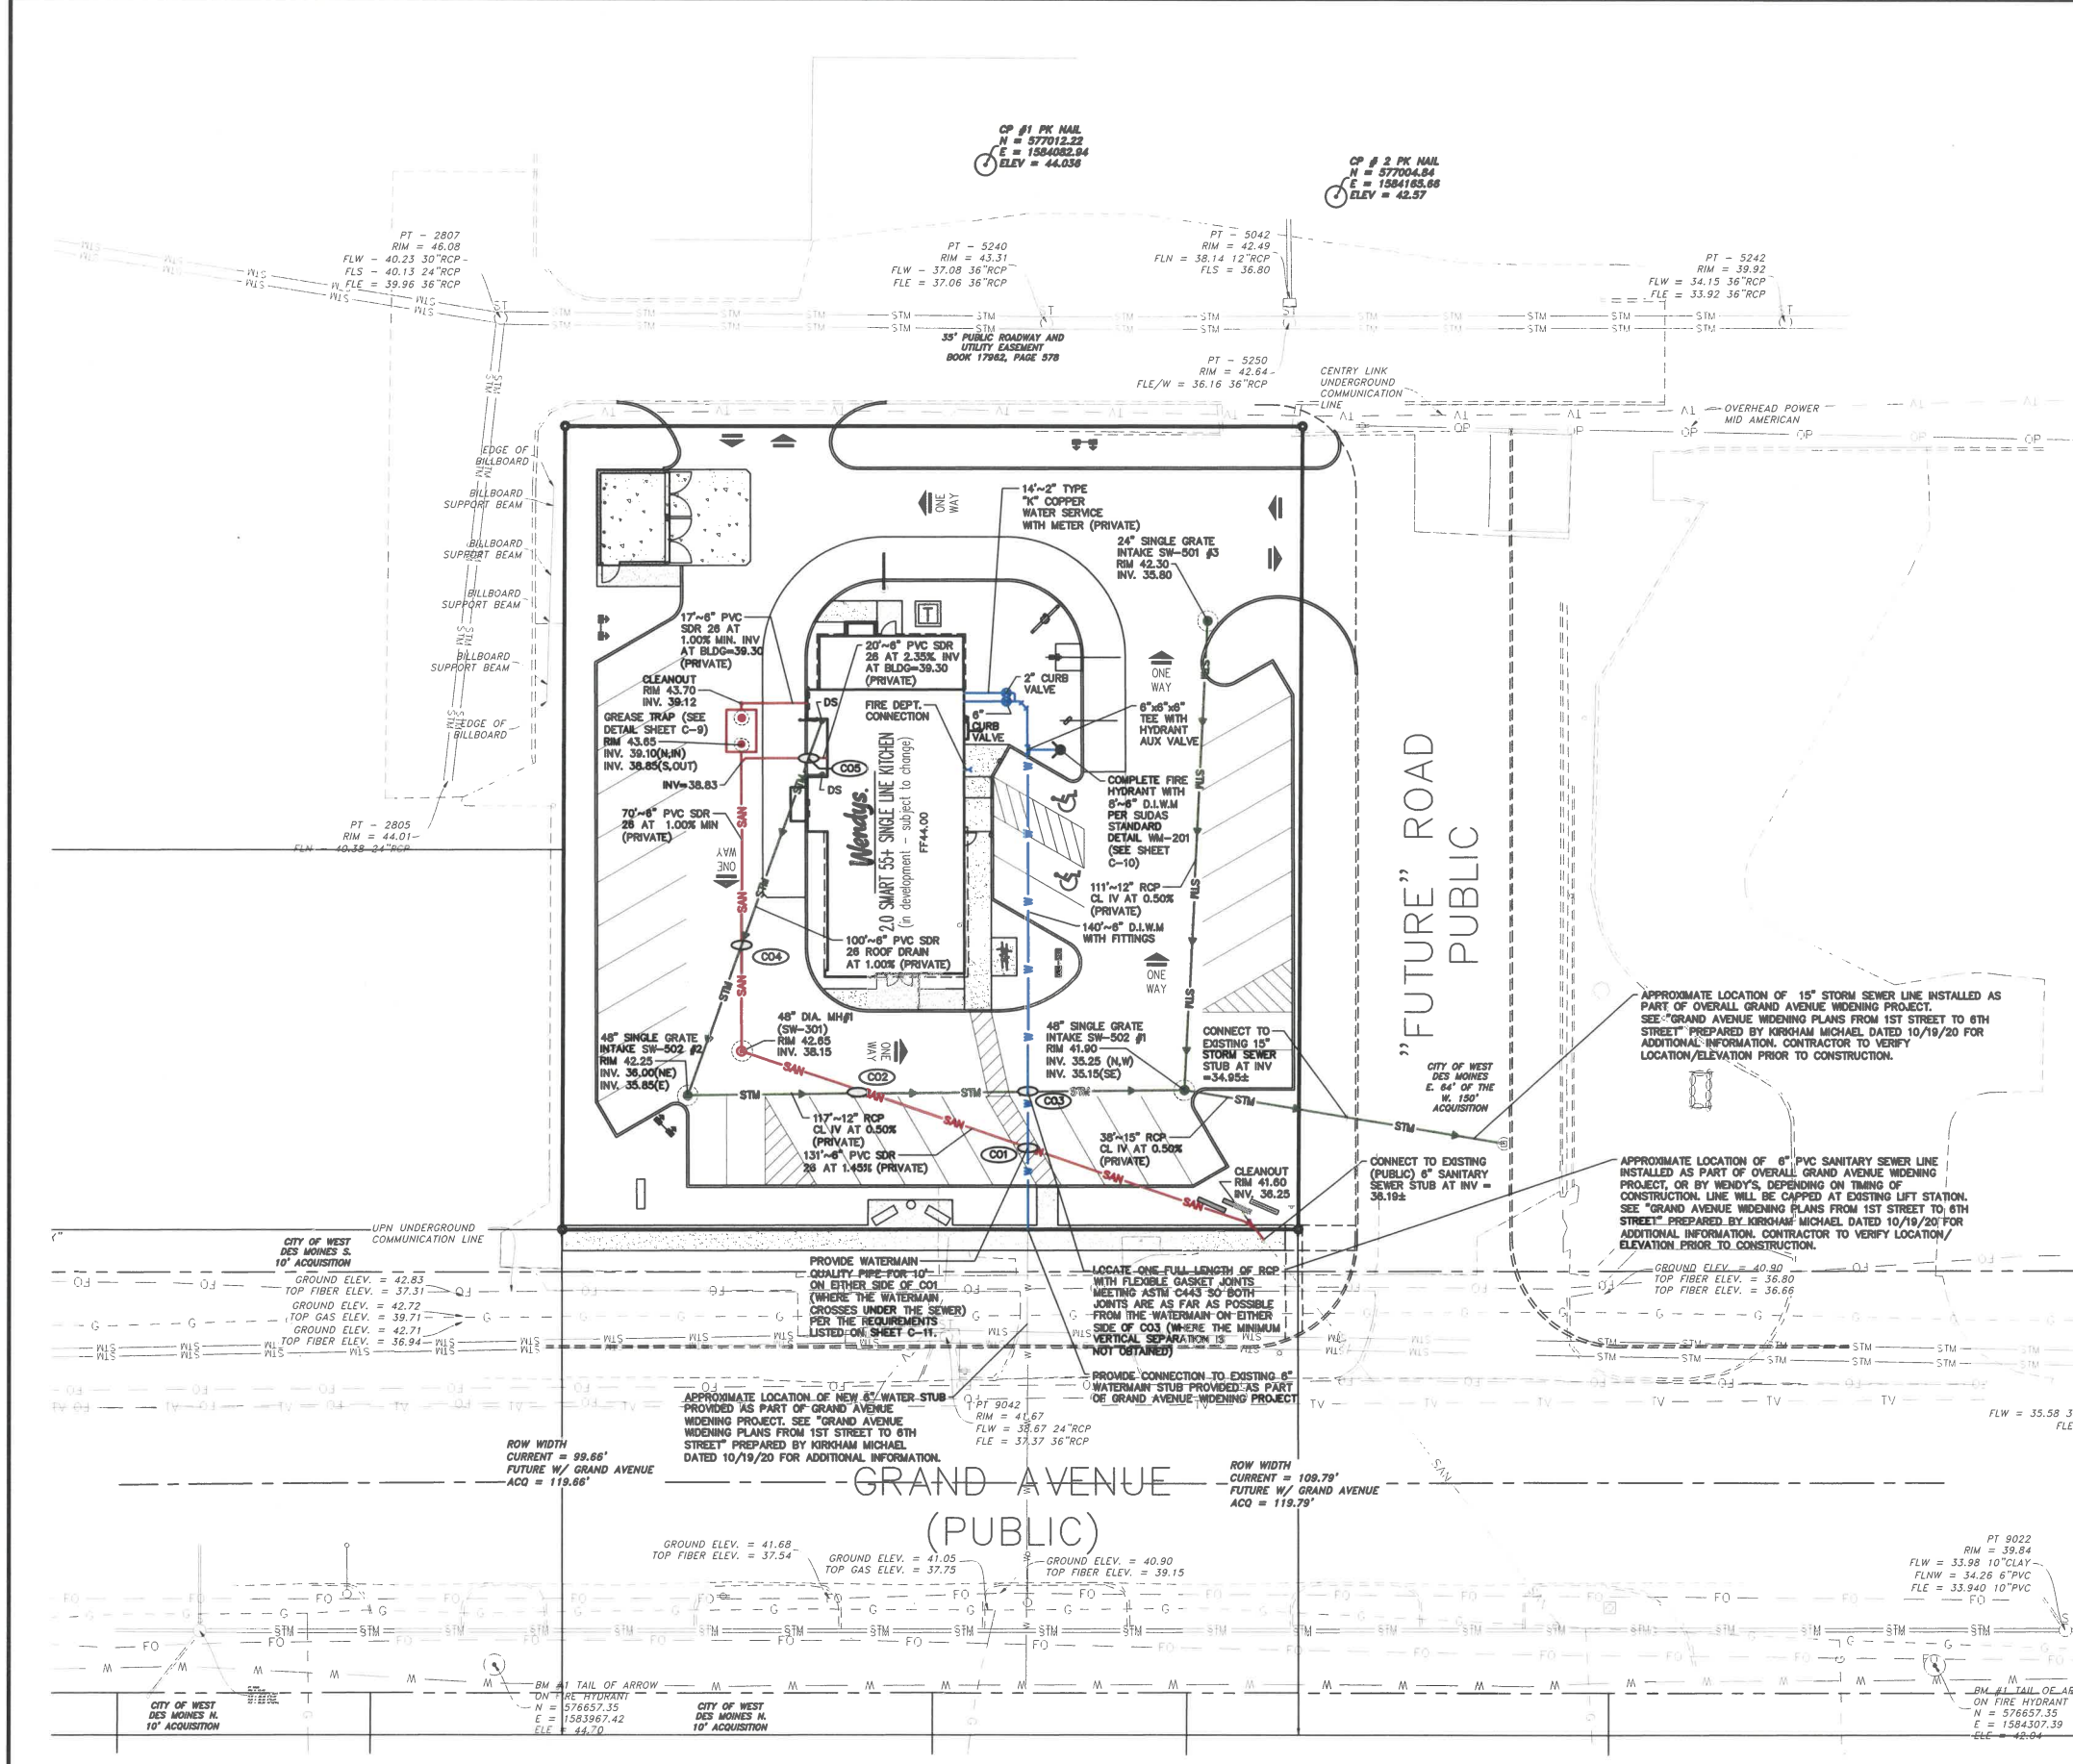 CP #1 PK NAIL
N = 577012.22
E = 1584082.94
ELEV = 44.036
CP # 2 PK NAIL
N = 577004.84
E = 1584165.66
ELEV = 42.57
PT - 2807
RIM = 46.08
FLW - 40.23 30"RCP
FLS - 40.13 24"RCP
FLE = 39.96 36"RCP
PT - 5240
RIM = 43.31
FLW - 37.08 36"RCP
FLE = 37.06 36"RCP
PT - 5042
RIM = 42.49
FLN = 38.14 12"RCP
FLS = 36.80
PT - 5242
RIM = 39.92
FLW = 34.15 36"RCP
FLE = 33.92 36"RCP
35' PUBLIC ROADWAY AND
UTILITY EASEMENT
BOOK 17962, PAGE 578
PT - 5250
RIM = 42.64
FLE/W = 36.16 36"RCP
CENTRY LINK
UNDERGROUND
COMMUNICATION
LINE
OVERHEAD POWER
MID AMERICAN
EDGE OF
BILLBOARD
BILLBOARD
SUPPORT BEAM
BILLBOARD
SUPPORT BEAM
BILLBOARD
SUPPORT BEAM
BILLBOARD
SUPPORT BEAM
EDGE OF
BILLBOARD
PT - 2805
RIM = 44.01
FLN - 40.38 24"RCP
ONE
WAY
14'~2" TYPE
"K" COPPER
WATER SERVICE
WITH METER (PRIVATE)
24" SINGLE GRATE
INTAKE SW-501 #3
RIM 42.30
INV. 35.80
17'~6" PVC
SDR 26 AT
1.00% MIN. INV
AT BLDG=39.30
(PRIVATE)
T
20'~6" PVC SDR
26 AT 2.35% INV
AT BLDG=39.30
(PRIVATE)
CLEANOUT
RIM 43.70
INV. 39.12
DS
FIRE DEPT.
CONNECTION
2" CURB
VALVE
ONE
WAY
GREASE TRAP (SEE
DETAIL SHEET C-9)
RIM 43.65
INV. 39.10(N,IN)
INV. 38.85(S,OUT)
6"
CURB
VALVE
6"x6"x6"
TEE WITH
HYDRANT
AUX VALVE
INV=38.83
CO5
DS
COMPLETE FIRE
HYDRANT WITH
8'~6" D.I.W.M
PER SUDAS
STANDARD
DETAIL WM-201
(SEE SHEET
C-10)
70'~6" PVC SDR
26 AT 1.00% MIN
(PRIVATE)
ONE
WAY
Wendys.
2.0 SMART 55+ SINGLE LINE KITCHEN
(in development - subject to change)
FF44.00
111'~12" RCP
CL IV AT 0.50%
(PRIVATE)
140'~6" D.I.W.M
WITH FITTINGS
100'~6" PVC SDR
26 ROOF DRAIN
AT 1.00% (PRIVATE)
CO4
ONE
WAY
"FUTURE" ROAD
PUBLIC
48" DIA. MH#1
(SW-301)
RIM 42.65
INV. 38.15
48" SINGLE GRATE
INTAKE SW-502 #2
RIM 42.25
INV. 36.00(NE)
INV. 35.85(E)
ONE
WAY
48" SINGLE GRATE
INTAKE SW-502 #1
RIM 41.90
INV. 35.25 (N,W)
INV. 35.15(SE)
CONNECT TO
EXISTING 15"
STORM SEWER
STUB AT INV
=34.95±
APPROXIMATE LOCATION OF 15" STORM SEWER LINE INSTALLED AS
PART OF OVERALL GRAND AVENUE WIDENING PROJECT.
SEE "GRAND AVENUE WIDENING PLANS FROM 1ST STREET TO 6TH
STREET" PREPARED BY KIRKHAM MICHAEL DATED 10/19/20 FOR
ADDITIONAL INFORMATION. CONTRACTOR TO VERIFY
LOCATION/ELEVATION PRIOR TO CONSTRUCTION.
CITY OF WEST
DES MOINES
E. 64' OF THE
W. 150'
ACQUISITION
CO2
CO3
STM
SAN
W
117'~12" RCP
CL IV AT 0.50%
(PRIVATE)
131'~6" PVC SDR
26 AT 1.45% (PRIVATE)
CO1
38'~15" RCP
CL IV AT 0.50%
(PRIVATE)
CLEANOUT
RIM 41.60
INV. 36.25
CONNECT TO EXISTING
(PUBLIC) 6" SANITARY
SEWER STUB AT INV =
36.19±
APPROXIMATE LOCATION OF 6" PVC SANITARY SEWER LINE
INSTALLED AS PART OF OVERALL GRAND AVENUE WIDENING
PROJECT, OR BY WENDY'S, DEPENDING ON TIMING OF
CONSTRUCTION. LINE WILL BE CAPPED AT EXISTING LIFT STATION.
SEE "GRAND AVENUE WIDENING PLANS FROM 1ST STREET TO 6TH
STREET" PREPARED BY KIRKHAM MICHAEL DATED 10/19/20 FOR
ADDITIONAL INFORMATION. CONTRACTOR TO VERIFY LOCATION/
ELEVATION PRIOR TO CONSTRUCTION.
UPN UNDERGROUND
COMMUNICATION LINE
CITY OF WEST
DES MOINES S.
10' ACQUISITION
GROUND ELEV. = 42.83
TOP FIBER ELEV. = 37.31
GROUND ELEV. = 42.72
TOP GAS ELEV. = 39.71
GROUND ELEV. = 42.71
TOP FIBER ELEV. = 36.94
PROVIDE WATERMAIN
QUALITY PIPE FOR 10'
ON EITHER SIDE OF CO1
(WHERE THE WATERMAIN
CROSSES UNDER THE SEWER)
PER THE REQUIREMENTS
LISTED ON SHEET C-11.
LOCATE ONE FULL LENGTH OF RCP
WITH FLEXIBLE GASKET JOINTS
MEETING ASTM C443 SO BOTH
JOINTS ARE AS FAR AS POSSIBLE
FROM THE WATERMAIN ON EITHER
SIDE OF CO3 (WHERE THE MINIMUM
VERTICAL SEPARATION IS
NOT OBTAINED)
GROUND ELEV. = 40.90
TOP FIBER ELEV. = 36.80
TOP FIBER ELEV. = 36.66
PROVIDE CONNECTION TO EXISTING 6"
WATERMAIN STUB PROVIDED AS PART
OF GRAND AVENUE WIDENING PROJECT
APPROXIMATE LOCATION OF NEW 6" WATER STUB
PROVIDED AS PART OF GRAND AVENUE
WIDENING PROJECT. SEE "GRAND AVENUE
WIDENING PLANS FROM 1ST STREET TO 6TH
STREET" PREPARED BY KIRKHAM MICHAEL
DATED 10/19/20 FOR ADDITIONAL INFORMATION.
PT 9042
RIM = 41.67
FLW = 38.67 24"RCP
FLE = 37.37 36"RCP
FLW = 35.58 3
FLE
ROW WIDTH
CURRENT = 99.66'
FUTURE W/ GRAND AVENUE
ACQ = 119.66'
ROW WIDTH
CURRENT = 109.79'
FUTURE W/ GRAND AVENUE
ACQ = 119.79'
GRAND AVENUE
(PUBLIC)
GROUND ELEV. = 41.68
TOP FIBER ELEV. = 37.54
GROUND ELEV. = 41.05
TOP GAS ELEV. = 37.75
GROUND ELEV. = 40.90
TOP FIBER ELEV. = 39.15
PT 9022
RIM = 39.84
FLW = 33.98 10"CLAY
FLNW = 34.26 6"PVC
FLE = 33.940 10"PVC
CITY OF WEST
DES MOINES N.
10' ACQUISITION
BM #1 TAIL OF ARROW
ON FIRE HYDRANT
N = 576657.35
E = 1583967.42
ELE = 44.70
CITY OF WEST
DES MOINES N.
10' ACQUISITION
BM #1 TAIL OF AR
ON FIRE HYDRANT
N = 576657.35
E = 1584307.39
ELE = 42.04